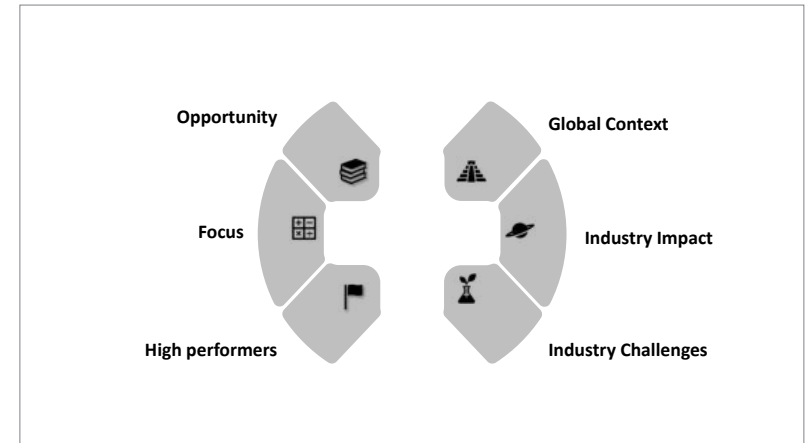 Opportunity
Global Context
Focus
Industry Impact
High performers
Industry Challenges